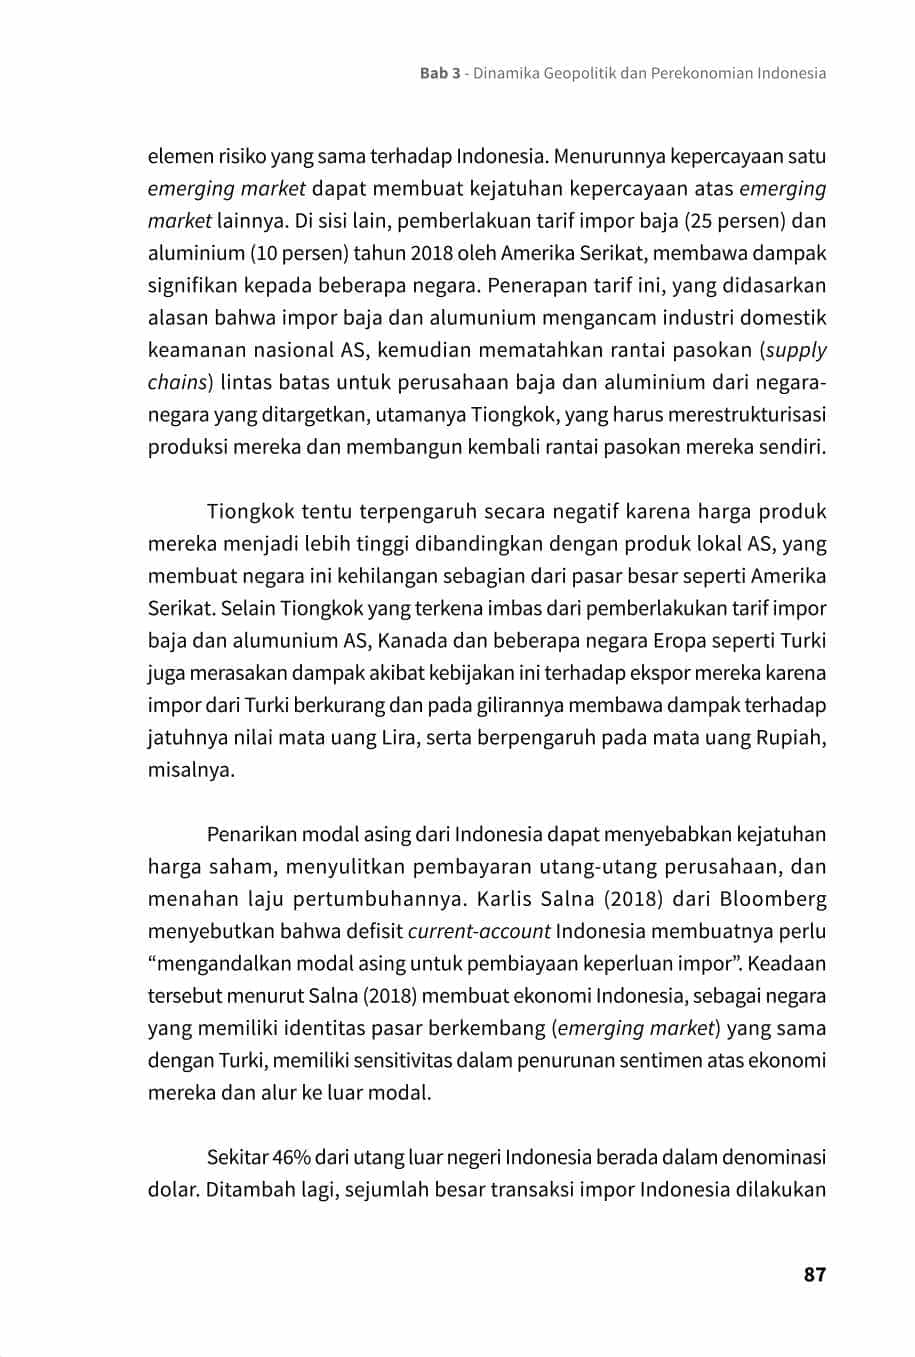 Bab 3 - Dinamika Geopolitik dan Perekonomian Indonesia
elemen risiko yang sama terhadap Indonesia. Menurunnya kepercayaan satu
emerging market dapat membuat kejatuhan kepercayaan atas emerging
market lainnya. Di sisi lain, pemberlakuan tarif impor baja (25 persen) dan
aluminium (10 persen) tahun 2018 oleh Amerika Serikat, membawa dampak
signifikan kepada beberapa negara. Penerapan tarif ini, yang didasarkan
alasan bahwa impor baja dan alumunium mengancam industri domestik
keamanan nasional AS, kemudian mematahkan rantai pasokan (supply
chains) lintas batas untuk perusahaan baja dan aluminium dari negara-
negara yang ditargetkan, utamanya Tiongkok, yang harus merestrukturisasi
produksi mereka dan membangun kembali rantai pasokan mereka sendiri.
Tiongkok tentu terpengaruh secara negatif karena harga produk
mereka menjadi lebih tinggi dibandingkan dengan produk lokal AS, yang
membuat negara ini kehilangan sebagian dari pasar besar seperti Amerika
Serikat. Selain Tiongkok yang terkena imbas dari pemberlakukan tarif impor
baja dan alumunium AS, Kanada dan beberapa negara Eropa seperti Turki
juga merasakan dampak akibat kebijakan ini terhadap ekspor mereka karena
impor dari Turki berkurang dan pada gilirannya membawa dampak terhadap
jatuhnya nilai mata uang Lira, serta berpengaruh pada mata uang Rupiah,
misalnya.
Penarikan modal asing dari Indonesia dapat menyebabkan kejatuhan
harga saham, menyulitkan pembayaran utang-utang perusahaan, dan
menahan laju pertumbuhannya. Karlis Salna (2018) dari Bloomberg
menyebutkan bahwa defisit current-account Indonesia membuatnya perlu
“mengandalkan modal asing untuk pembiayaan keperluan impor”. Keadaan
tersebut menurut Salna (2018) membuat ekonomi Indonesia, sebagai negara
yang memiliki identitas pasar berkembang (emerging market) yang sama
dengan Turki, memiliki sensitivitas dalam penurunan sentimen atas ekonomi
mereka dan alur ke luar modal.
Sekitar 46% dari utang luar negeri Indonesia berada dalam denominasi
dolar. Ditambah lagi, sejumlah besar transaksi impor Indonesia dilakukan
87